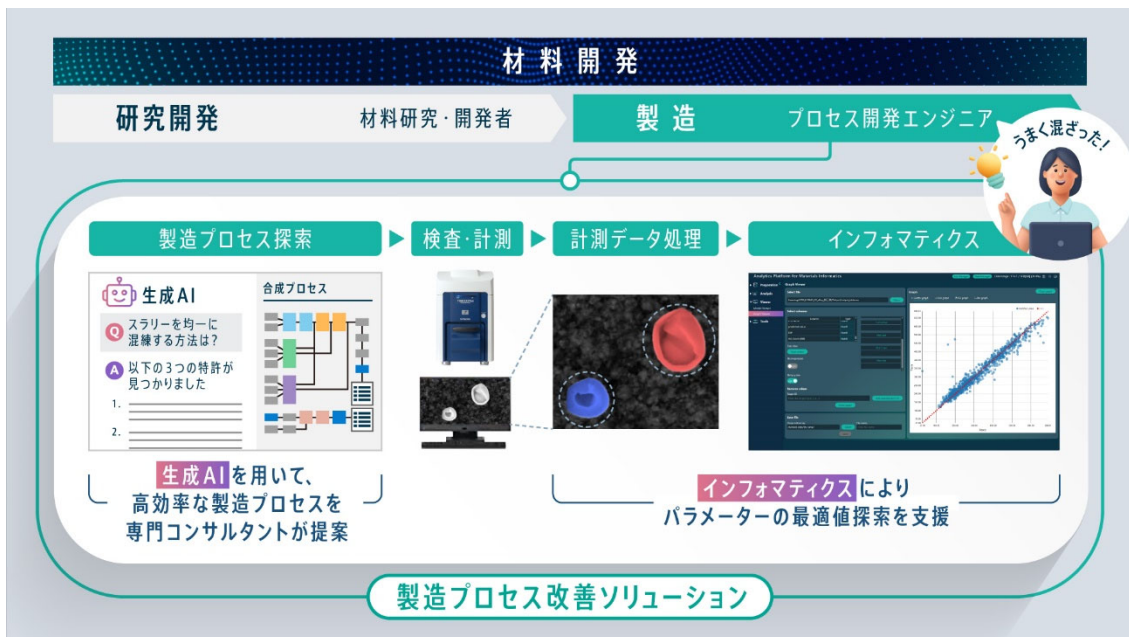 材料開発
研究開発
材料研究・開発者
製造
プロセス開発エンジニア
うまく混ざった!
製造プロセス探索
検査・計測
計測データ処理
インフォマティクス
生成AI
Q スラリーを均一に
混練する方法は?
A 以下の3つの特許が
見つかりました
1.
2.
合成プロセス
Analytics Platform for Materials Informatics
生成AIを用いて、
高効率な製造プロセスを
専門コンサルタントが提案
インフォマティクスにより
パラメーターの最適値探索を支援
製造プロセス改善ソリューション